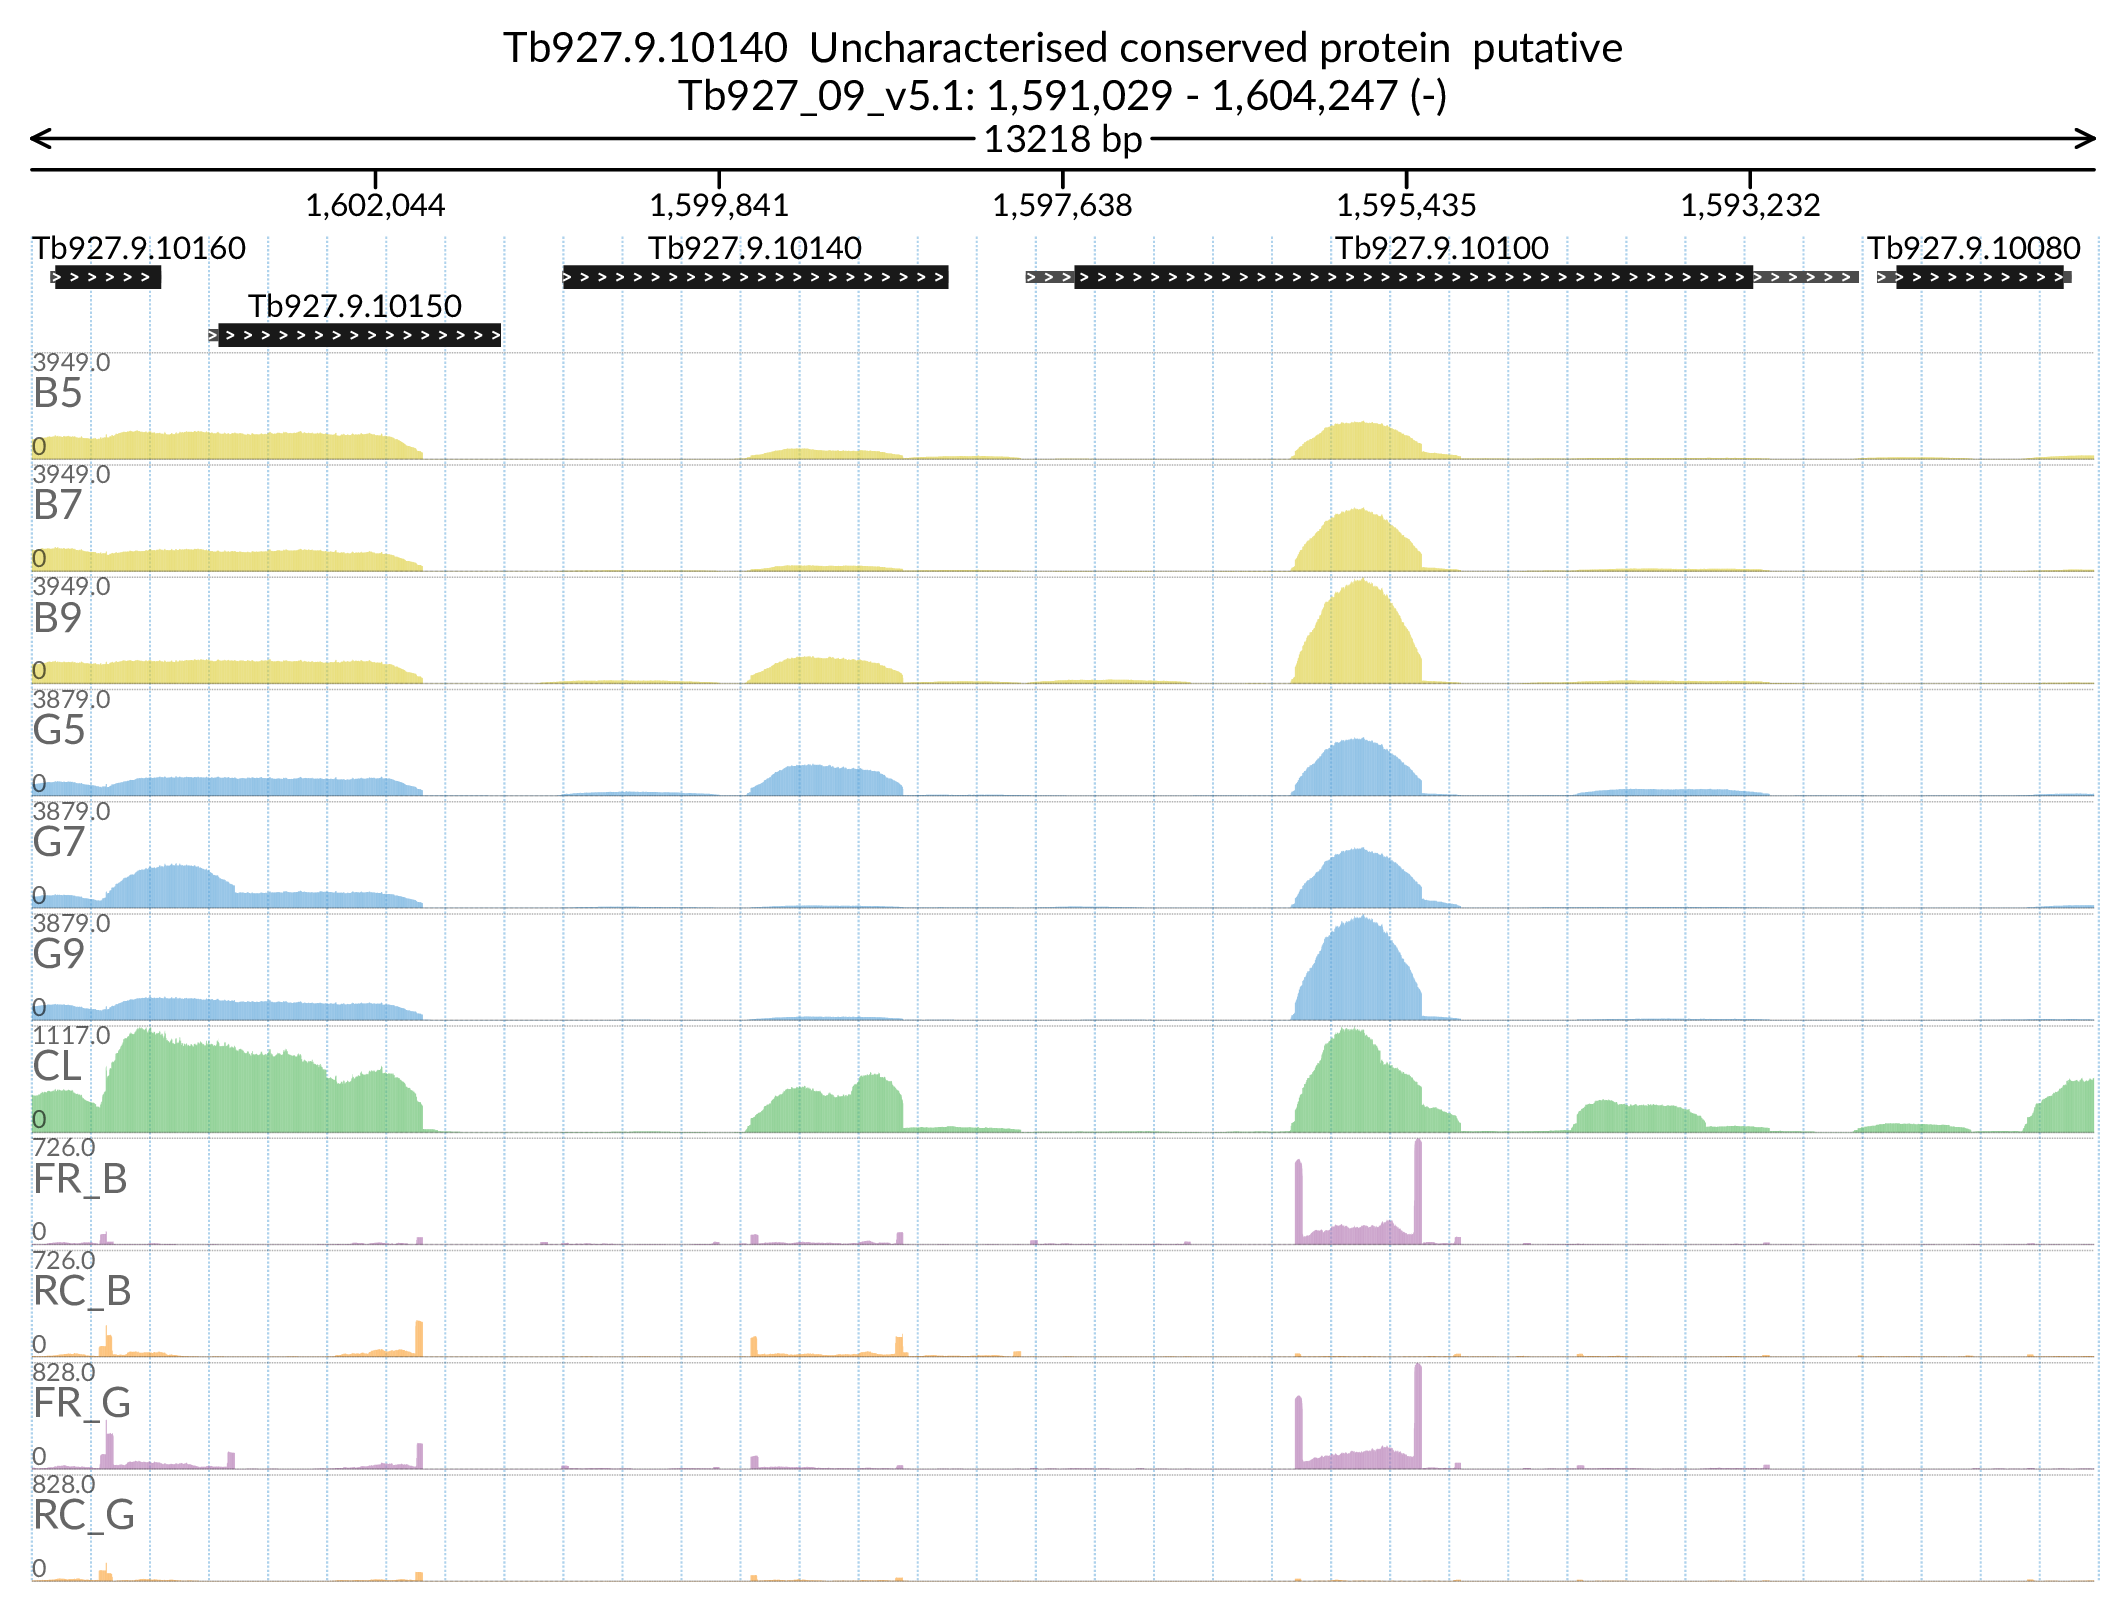 Tb927.9.10140  Uncharacterised conserved protein  putative
Tb927_09_v5.1: 1,591,029 - 1,604,247 (-)
13218 bp
1,602,044 1,599,841 1,597,638 1,595,435 1,593,232
Tb927.9.10160 Tb927.9.10140 Tb927.9.10100 Tb927.9.10080
Tb927.9.10150
3949.0
B5
0
3949.0
B7
0
3949.0
B9
0
3879.0
G5
0
3879.0
G7
0
3879.0
G9
0
1117.0
CL
0
726.0
FR_B
0
726.0
RC_B
0
828.0
FR_G
0
828.0
RC_G
0